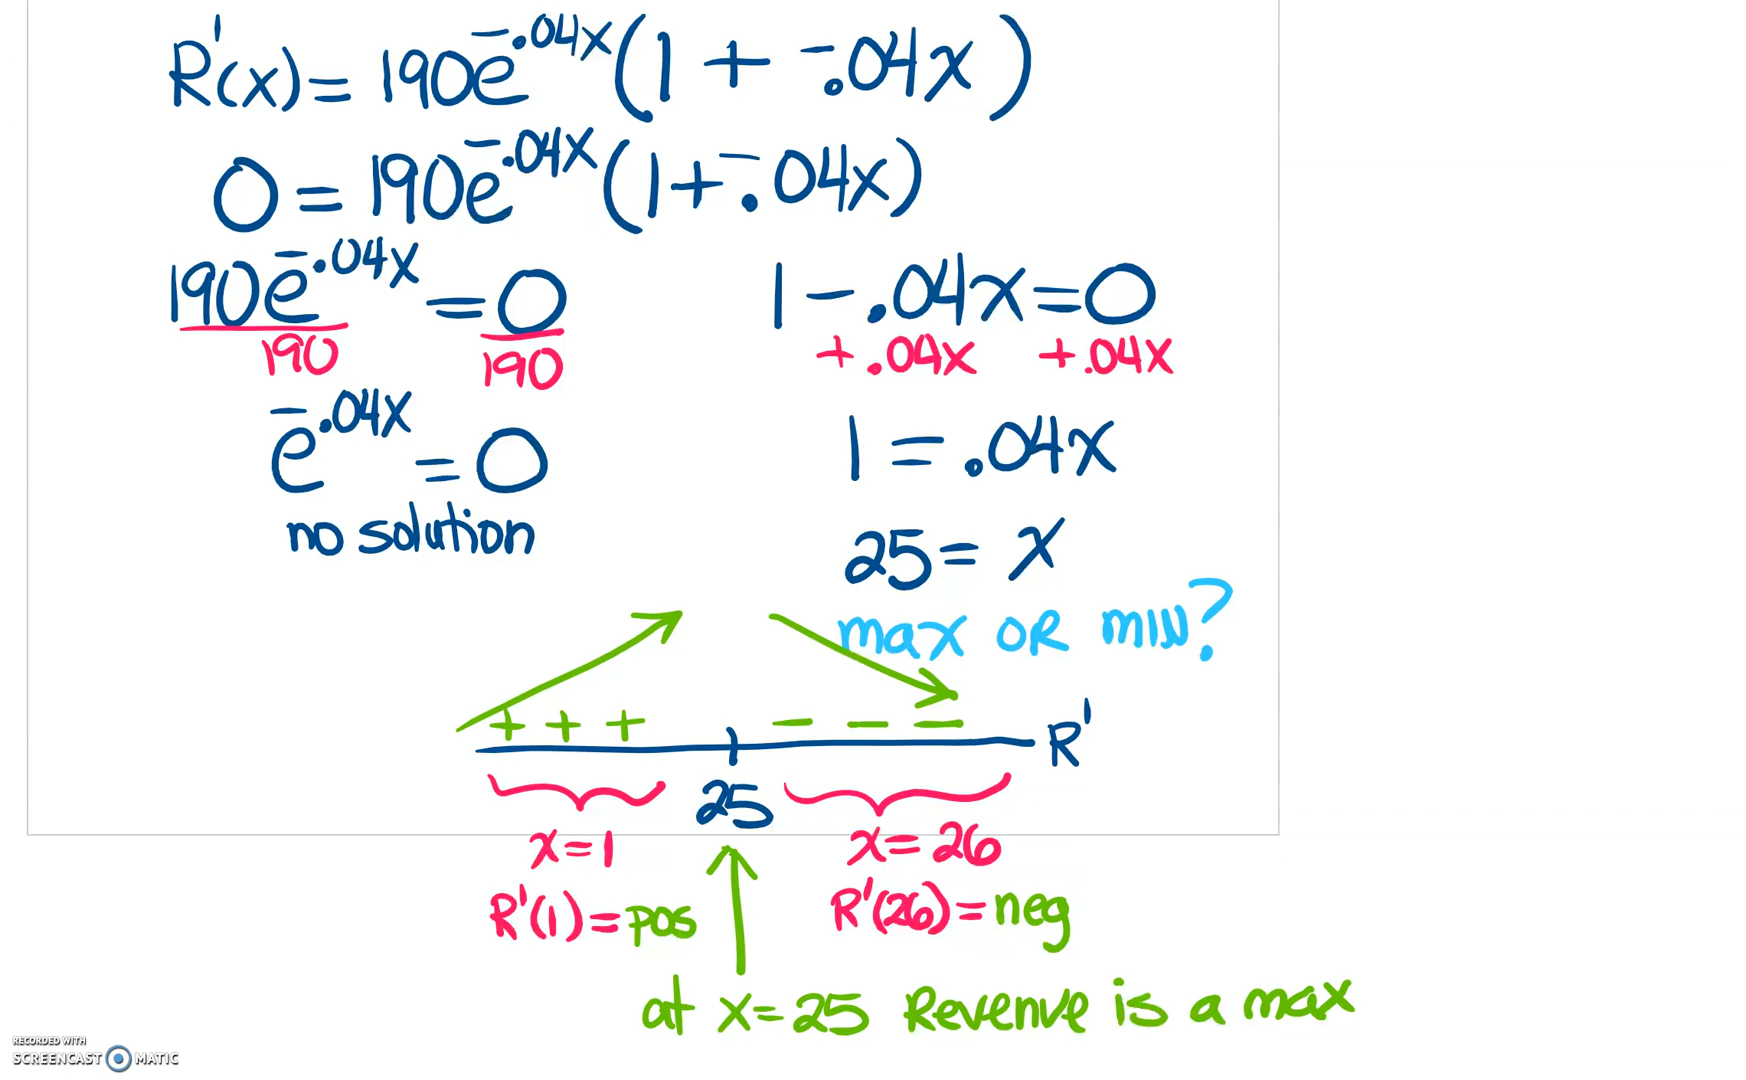 R'(x) = 190e^-.04x (1 + -.04x)
0 = 190e^-.04x (1 + -.04x)
190e^-.04x = 0
190 190
e^-.04x = 0
no solution
1 - .04x = 0
+ .04x + .04x
1 = .04x
25 = x
max OR MIN?
+ + + - - - R'
25
x = 1 x = 26
R'(1) = pos R'(26) = neg
at x = 25 Revenue is a max
RECORDED WITH
SCREENCAST MATIC